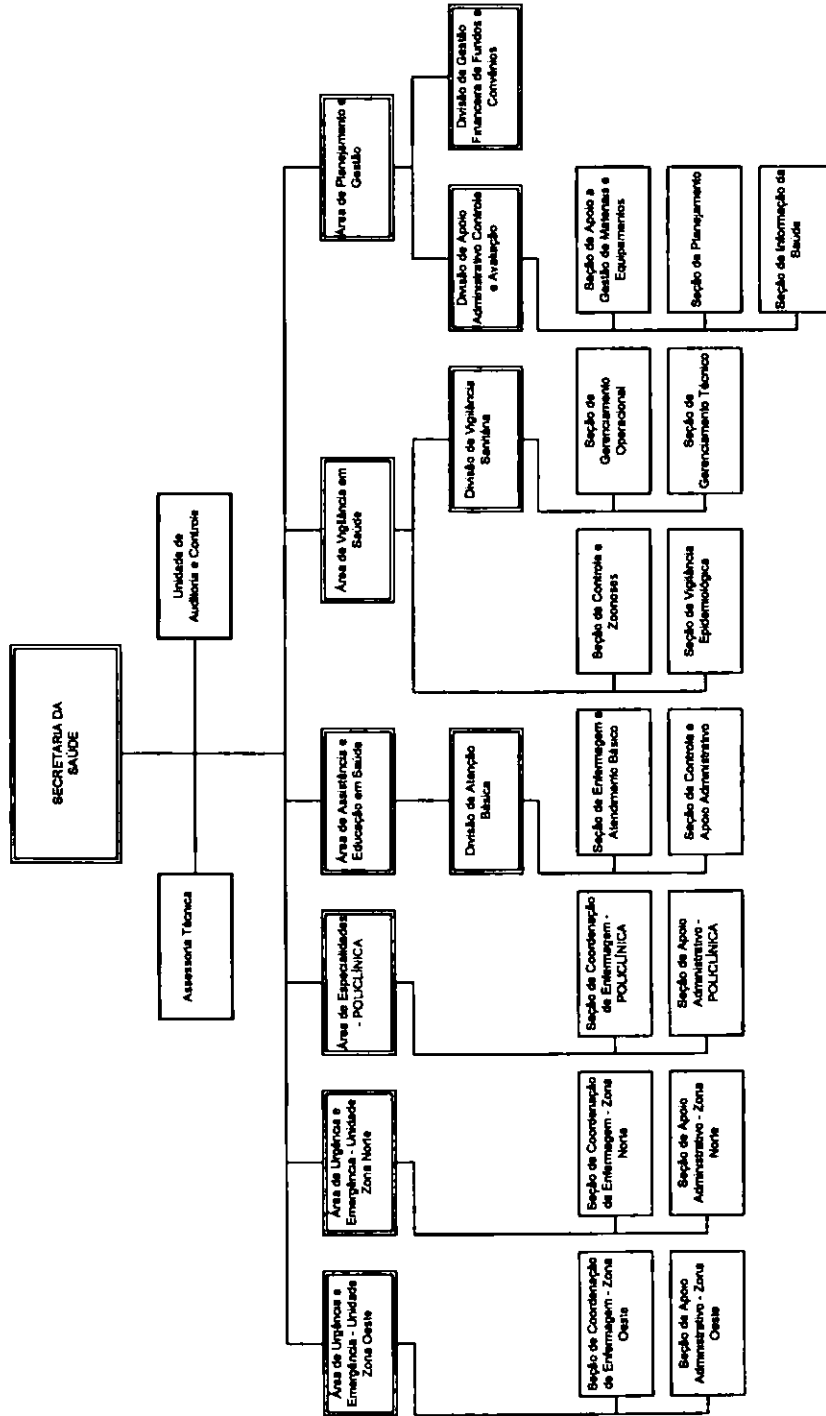 SECRETARIA DA
SAÚDE
Assessoria Técnica
Unidade de
Auditoria e Controle
Área de Urgência e
Emergência - Unidade
Zona Oeste
Área de Urgência e
Emergência - Unidade
Zona Norte
Área de Especialidades
- POLICLÍNICA
Área de Assistência e
Educação em Saúde
Área de Vigilância em
Saúde
Área de Planejamento e
Gestão
Divisão de Atenção
Básica
Divisão de Vigilância
Sanitária
Divisão de Apoio
Administrativo Controle
e Avaliação
Divisão de Gestão
Financeira de Fundos e
Convênios
Seção de Coordenação
de Enfermagem - Zona
Oeste
Seção de Coordenação
de Enfermagem - Zona
Norte
Seção de Coordenação
de Enfermagem -
POLICLÍNICA
Seção de Enfermagem e
Atendimento Básico
Seção de Controle e
Zoonoses
Seção de
Gerenciamento
Operacional
Seção de Apoio a
Gestão de Materiais e
Equipamentos
Seção de Apoio
Administrativo - Zona
Oeste
Seção de Apoio
Administrativo - Zona
Norte
Seção de Apoio
Administrativo -
POLICLÍNICA
Seção de Controle e
Apoio Administrativo
Seção de Vigilância
Epidemiológica
Seção de
Gerenciamento Técnico
Seção de Planejamento
Seção de Informação da
Saude